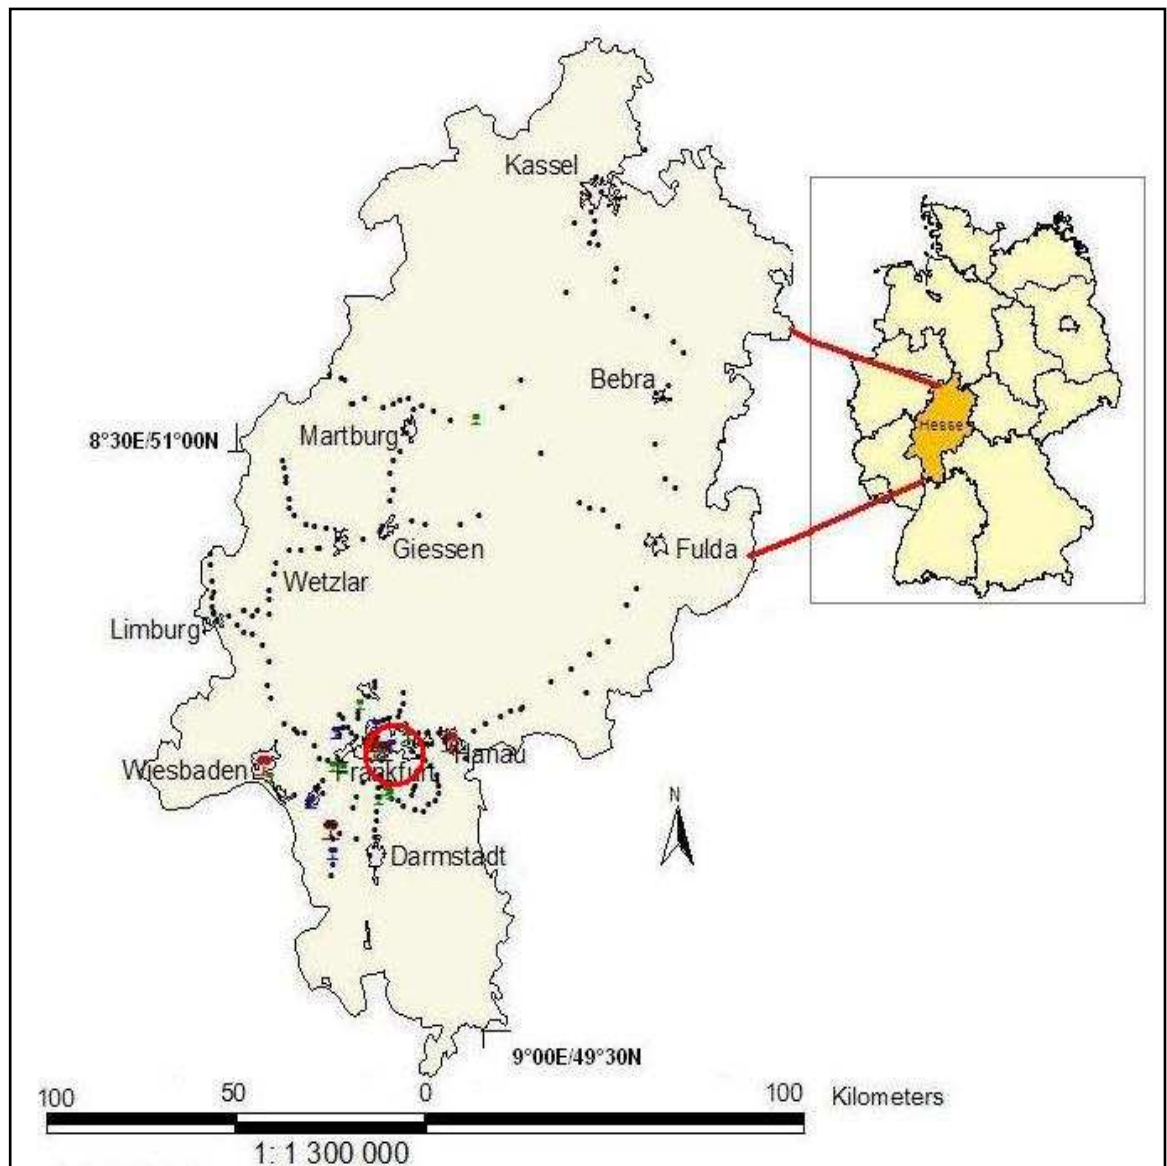 Kassel
Bebra
Hesse
Martburg
8°30E/51°00N
Giessen
Fulda
Wetzlar
Limburg
Hanau
Wiesbaden
Frankfurt
N
Darmstadt
9°00E/49°30N
100 50 0 100 Kilometers
1: 1 300 000